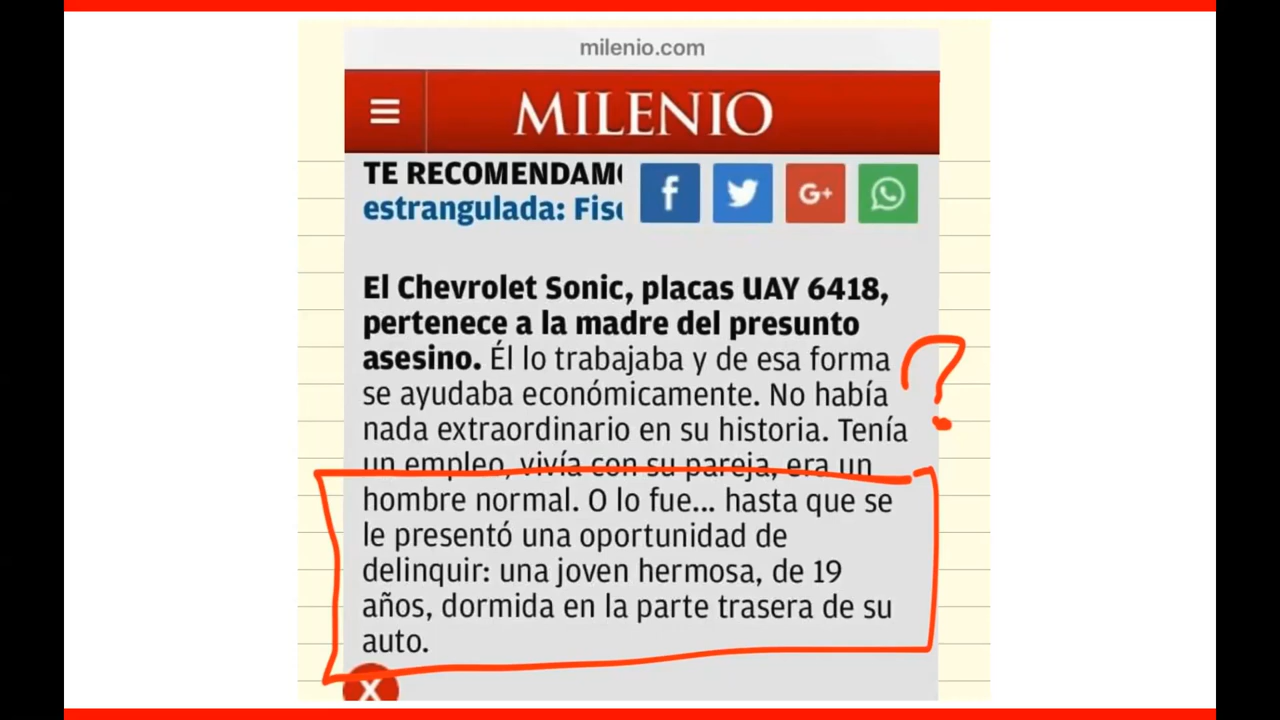 milenio.com
MILENIO
TE RECOMENDAM
estrangulada: Fis
f G+
El Chevrolet Sonic, placas UAY 6418,
pertenece a la madre del presunto
asesino. Él lo trabajaba y de esa forma
se ayudaba económicamente. No había
nada extraordinario en su historia. Tenía
un empleo, vivía con su pareja, era un
hombre normal. O lo fue... hasta que se
le presentó una oportunidad de
delinquir: una joven hermosa, de 19
años, dormida en la parte trasera de su
auto.
?
X